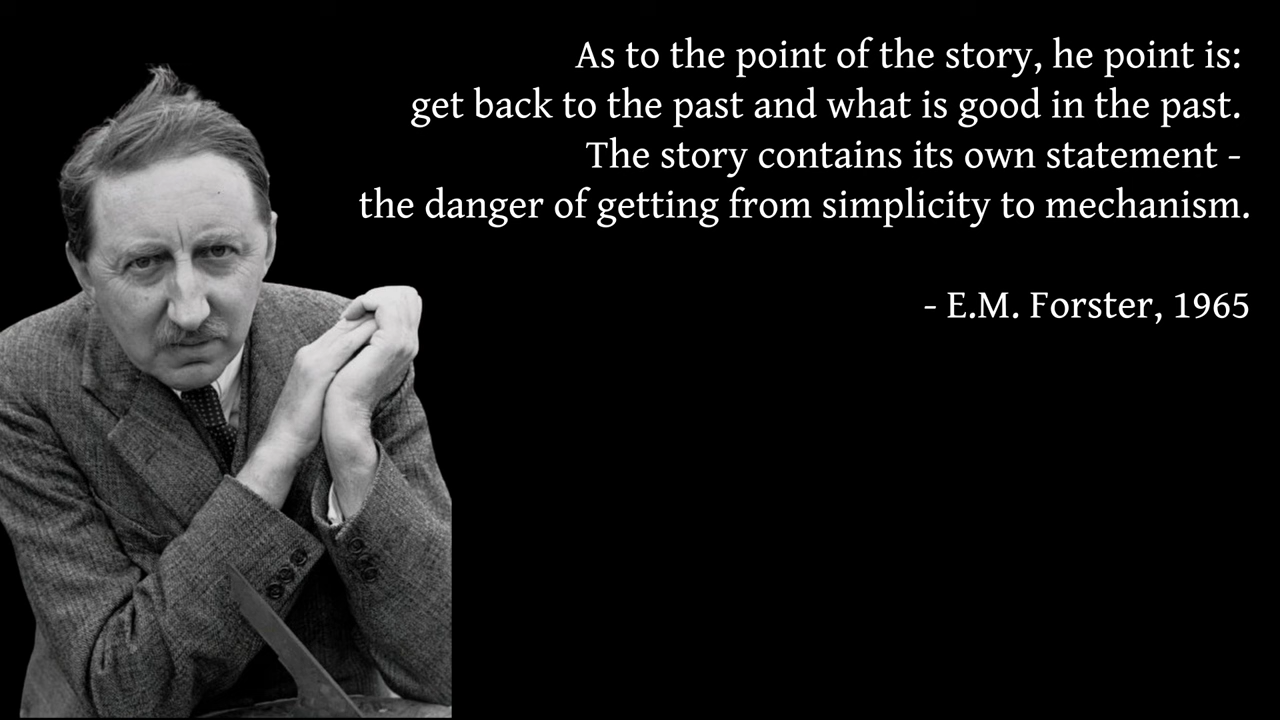 As to the point of the story, he point is:
get back to the past and what is good in the past.
The story contains its own statement -
the danger of getting from simplicity to mechanism.
- E.M. Forster, 1965